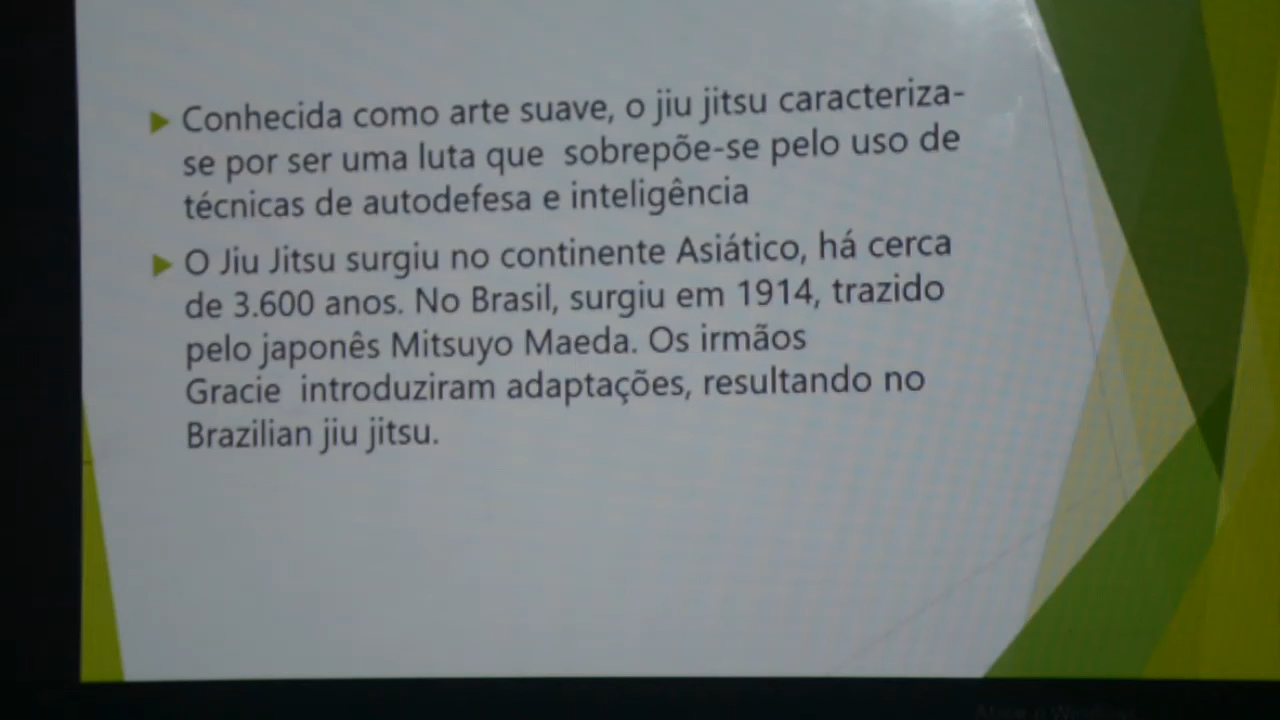 Conhecida como arte suave, o jiu jitsu caracteriza-
se por ser uma luta que sobrepõe-se pelo uso de
técnicas de autodefesa e inteligência
O Jiu Jitsu surgiu no continente Asiático, há cerca
de 3.600 anos. No Brasil, surgiu em 1914, trazido
pelo japonês Mitsuyo Maeda. Os irmãos
Gracie introduziram adaptações, resultando no
Brazilian jiu jitsu.